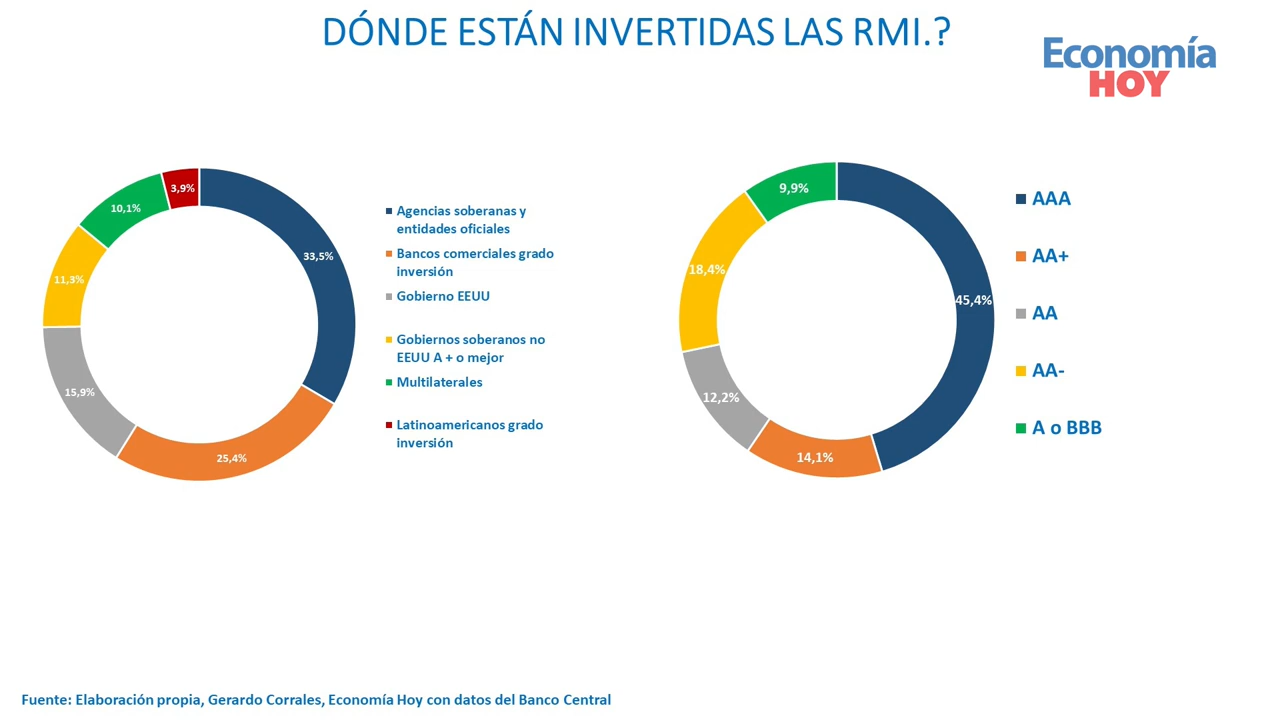 DÓNDE ESTÁN INVERTIDAS LAS RMI.?
Economía
HOY
3,9%
10,1%
33,5%
11,3%
15,9%
25,4%
Agencias soberanas y
entidades oficiales
Bancos comerciales grado
inversión
Gobierno EEUU
Gobiernos soberanos no
EEUU A + o mejor
Multilaterales
Latinoamericanos grado
inversión
9,9%
18,4%
45,4%
12,2%
14,1%
AAA
AA+
AA
AA-
A o BBB
Fuente: Elaboración propia, Gerardo Corrales, Economía Hoy con datos del Banco Central